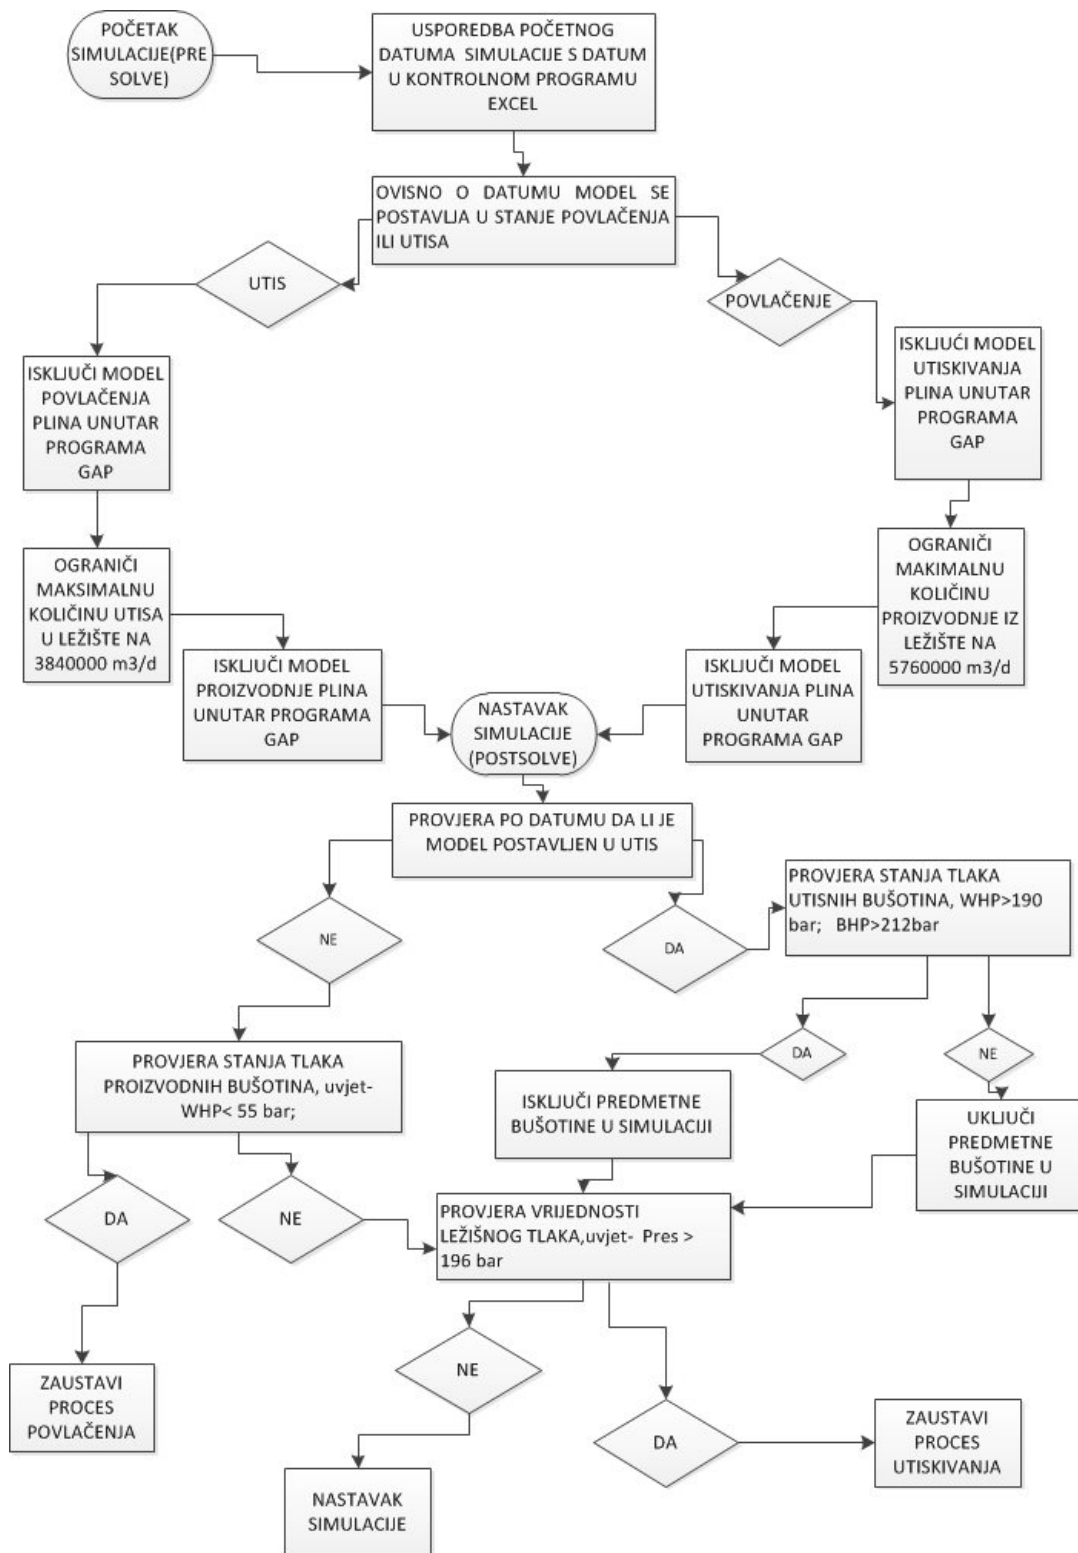 POČETAK
SIMULACIJE(PRE
SOLVE)
USPOREDBA POČETNOG
DATUMA SIMULACIJE S DATUM
U KONTROLNOM PROGRAMU
EXCEL
OVISNO O DATUMU MODEL SE
POSTAVLJA U STANJE POVLAČENJA
ILI UTISA
UTIS
POVLAČENJE
ISKLJUČI MODEL
POVLAČENJA
PLINA UNUTAR
PROGRAMA
GAP
ISKLJUĆI MODEL
UTISKIVANJA
PLINA UNUTAR
PROGRAMA
GAP
OGRANIČI
MAKSIMALNU
KOLIČINU UTISA
U LEŽIŠTE NA
3840000 m3/d
OGRANIČI
MAKIMALNU
KOLIČINU
PROIZVODNJE IZ
LEŽIŠTE NA
5760000 m3/d
ISKLJUČI MODEL
PROIZVODNJE PLINA
UNUTAR PROGRAMA
GAP
NASTAVAK
SIMULACIJE
(POSTSOLVE)
ISKLJUČI MODEL
UTISKIVANJA PLINA
UNUTAR
PROGRAMA GAP
PROVJERA PO DATUMU DA LI JE
MODEL POSTAVLJEN U UTIS
NE
DA
PROVJERA STANJA TLAKA
UTISNIH BUŠOTINA, WHP>190
bar; BHP>212bar
DA
NE
PROVJERA STANJA TLAKA
PROIZVODNIH BUŠOTINA, uvjet-
WHP< 55 bar;
ISKLJUČI PREDMETNE
BUŠOTINE U SIMULACIJI
UKLJUČI
PREDMETNE
BUŠOTINE U
SIMULACIJI
DA
NE
PROVJERA VRIJEDNOSTI
LEŽIŠNOG TLAKA,uvjet- Pres >
196 bar
NE
DA
ZAUSTAVI
PROCES
POVLAČENJA
NASTAVAK
SIMULACIJE
ZAUSTAVI
PROCES
UTISKIVANJA